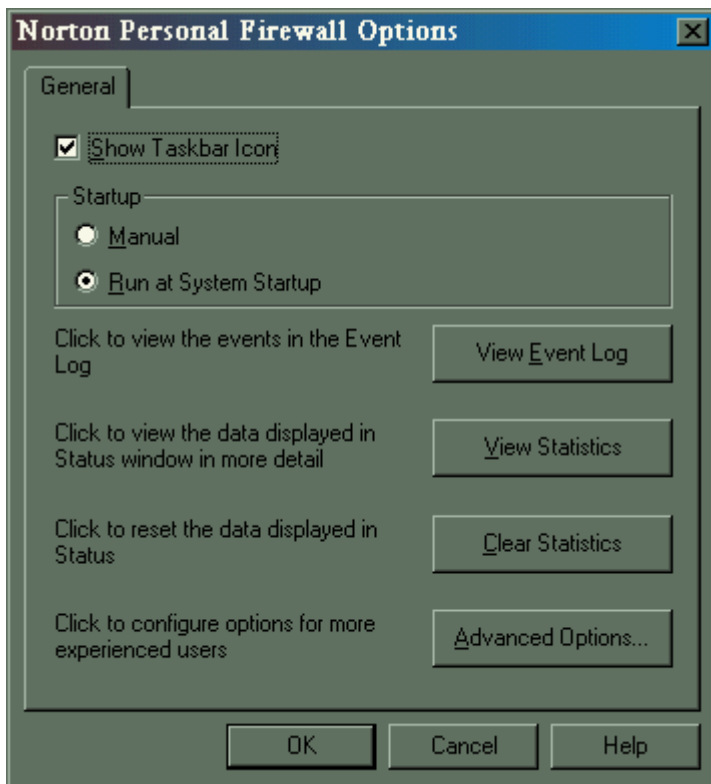 Norton Personal Firewall Options
General
Show Taskbar Icon
Startup
Manual
Run at System Startup
Click to view the events in the Event
Log
View Event Log
Click to view the data displayed in
Status window in more detail
View Statistics
Click to reset the data displayed in
Status
Clear Statistics
Click to configure options for more
experienced users
Advanced Options...
OK
Cancel
Help